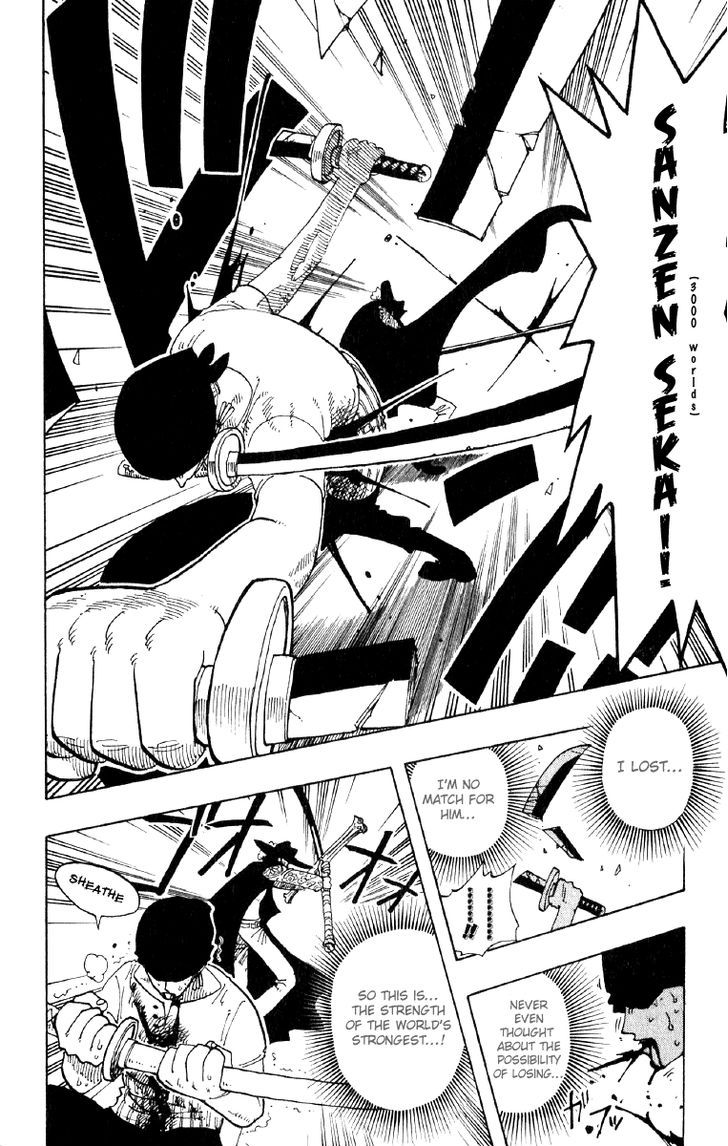 SANZEN SEKAI!!
(3000 worlds)
I LOST...
I'M NO
MATCH FOR
HIM...
NEVER
EVEN
THOUGHT
ABOUT THE
POSSIBILITY
OF LOSING...
SO THIS IS...
THE STRENGTH
OF THE WORLD'S
STRONGEST...!
SHEATHE